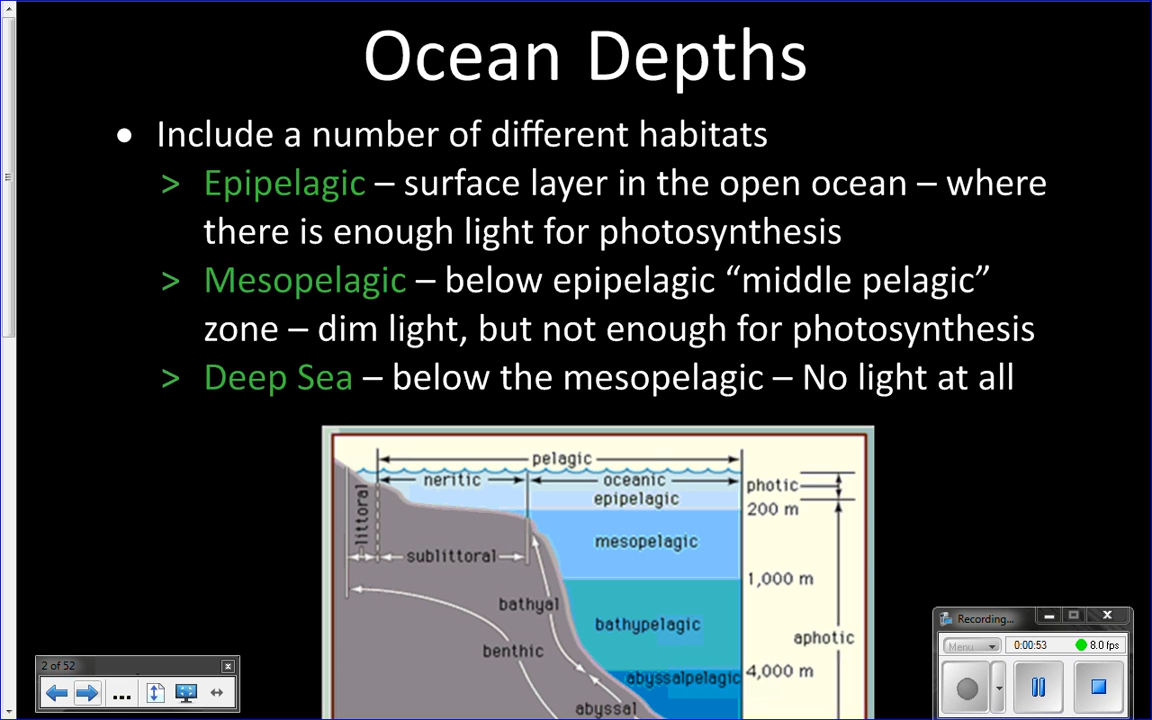 Ocean Depths
• Include a number of different habitats
> Epipelagic – surface layer in the open ocean – where
there is enough light for photosynthesis
> Mesopelagic – below epipelagic “middle pelagic”
zone – dim light, but not enough for photosynthesis
> Deep Sea – below the mesopelagic – No light at all
pelagic
neritic
oceanic
epipelagic
photic
200 m
littoral
mesopelagic
sublittoral
1,000 m
bathyal
bathypelagic
aphotic
benthic
abyssalpelagic
4,000 m
abyssal
2 of 52
...
Recording...
Menu
0:00:53
8.0 fps